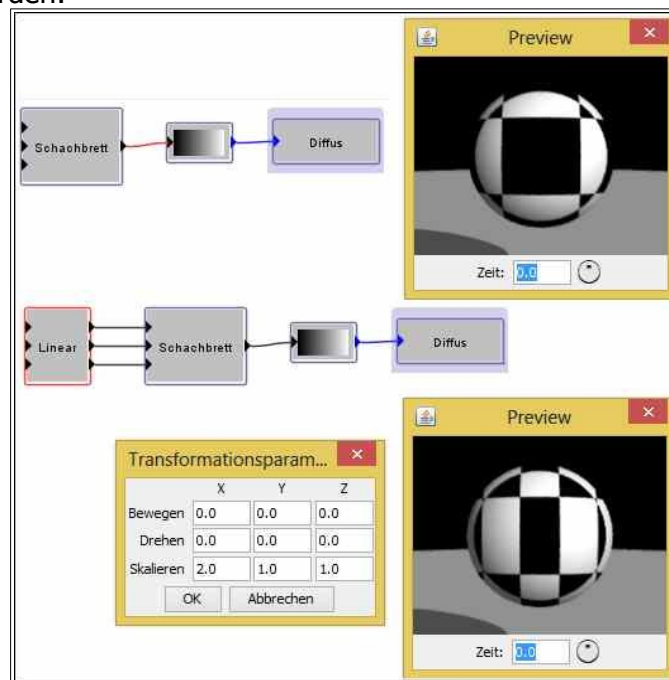 rden.
Preview
Schachbrett
Diffus
Zeit: 0.0
Linear
Schachbrett
Diffus
Preview
Transformationsparam...
X Y Z
Bewegen 0.0 0.0 0.0
Drehen 0.0 0.0 0.0
Skalieren 2.0 1.0 1.0
OK Abbrechen
Zeit: 0.0